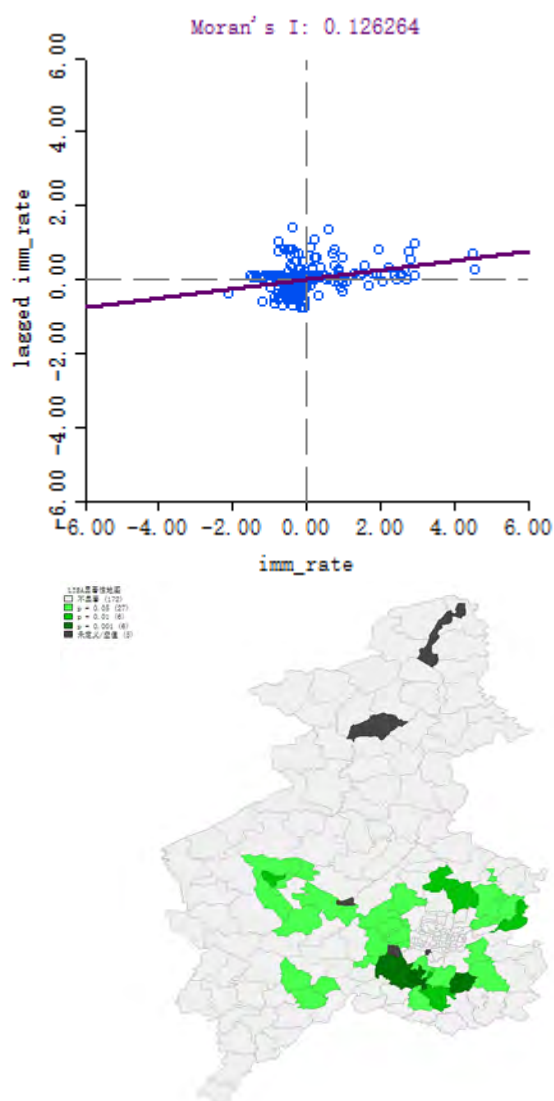 Moran's I: 0.126264
6.00
4.00
2.00
0.00
-2.00
-4.00
-6.00
lagged imm_rate
-6.00 -4.00 -2.00 0.00 2.00 4.00 6.00
imm_rate
LISA显著性地图
不显著 (172)
p = 0.05 (27)
p = 0.01 (6)
p = 0.001 (6)